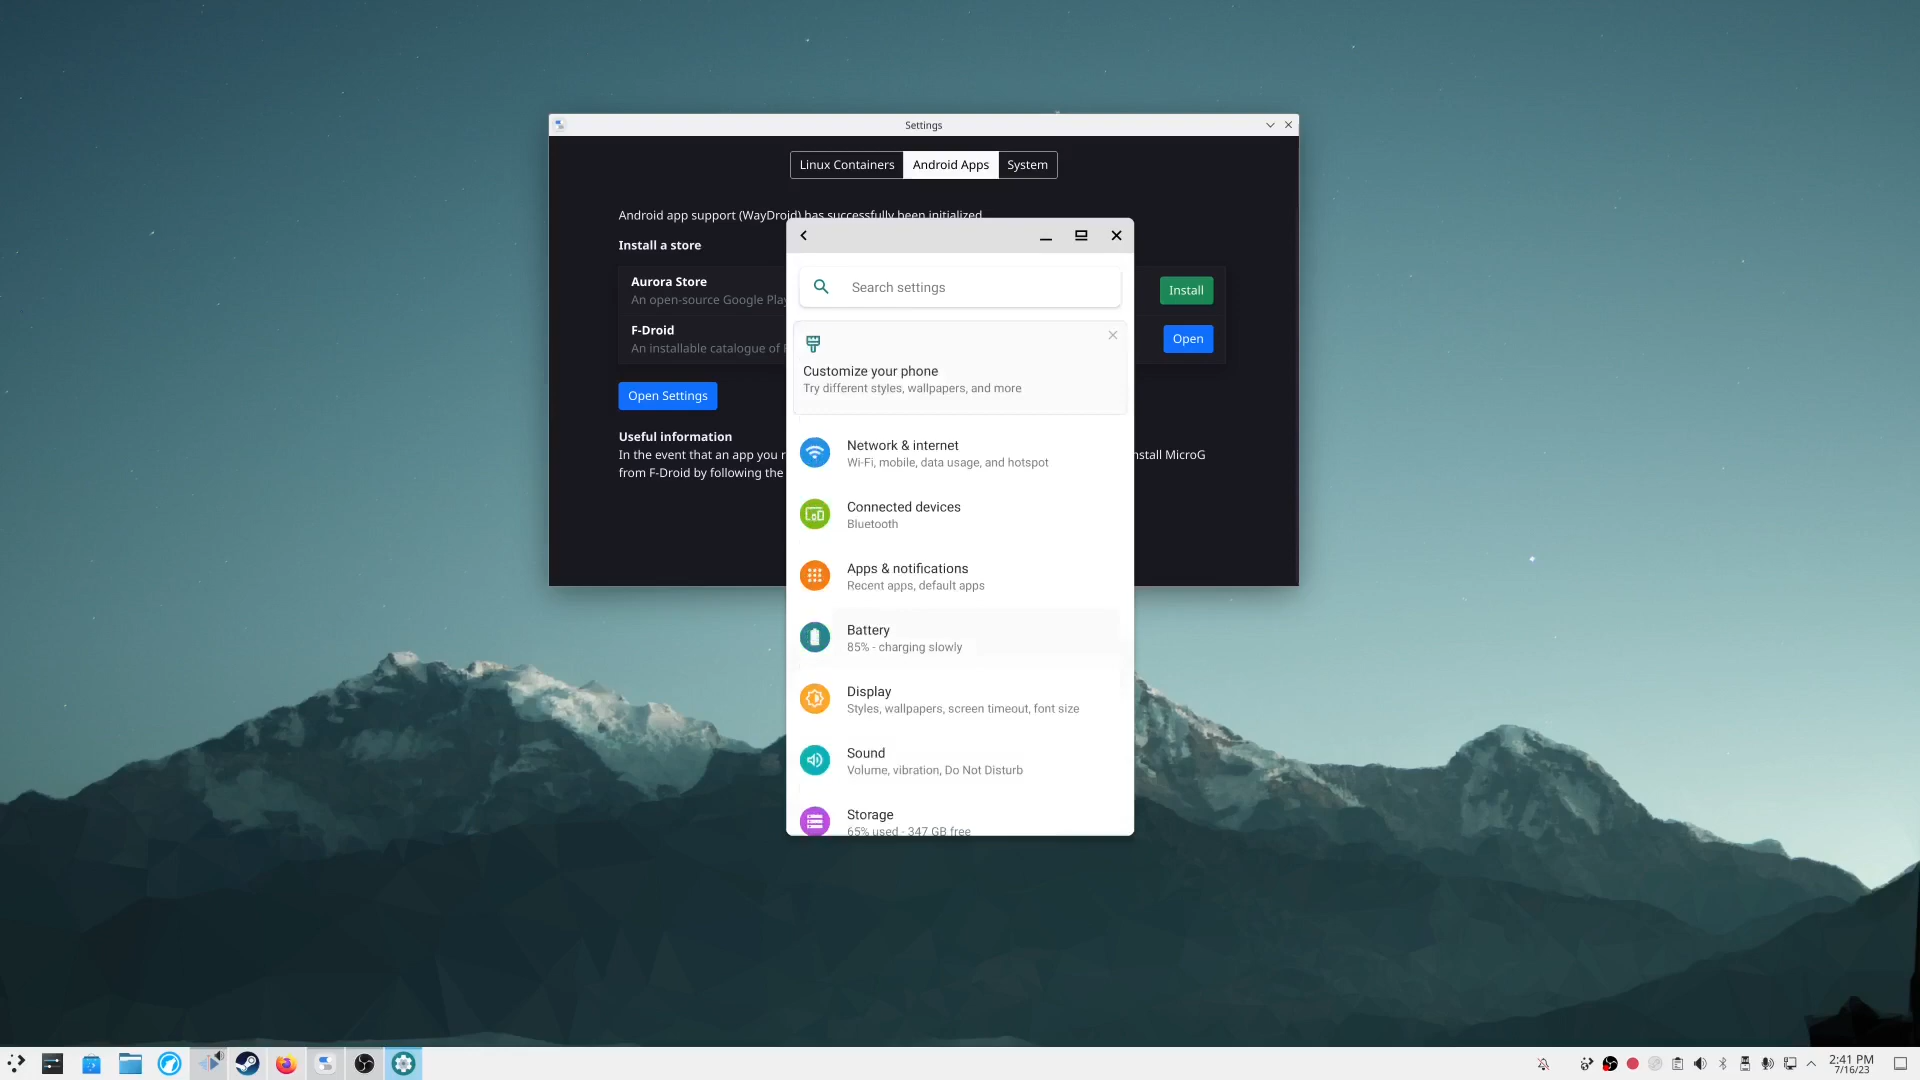 Settings
Linux Containers Android Apps System
Android app support (WayDroid) has successfully been initialized
Install a store
Aurora Store
An open-source Google Play
Install
F-Droid
An installable catalogue of
Open
Open Settings
Useful information
In the event that an app you
nstall MicroG
from F-Droid by following the
Search settings
Customize your phone
Try different styles, wallpapers, and more
Network & internet
Wi-Fi, mobile, data usage, and hotspot
Connected devices
Bluetooth
Apps & notifications
Recent apps, default apps
Battery
85% - charging slowly
Display
Styles, wallpapers, screen timeout, font size
Sound
Volume, vibration, Do Not Disturb
Storage
65% used - 347 GB free
2:41 PM
7/16/23